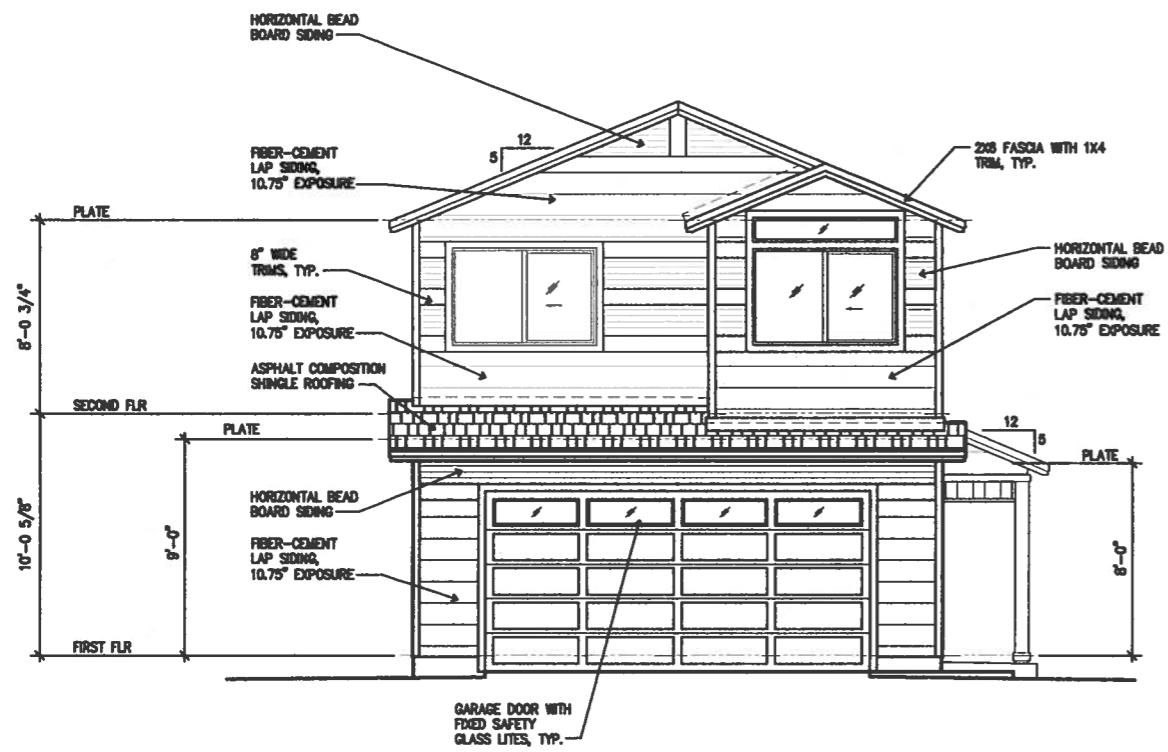 HORIZONTAL BEAD
BOARD SIDING
12
5
FIBER-CEMENT
LAP SIDING,
10.75" EXPOSURE
2X8 FASCIA WITH 1X4
TRIM, TYP.
PLATE
8" WIDE
TRIMS, TYP.
HORIZONTAL BEAD
BOARD SIDING
FIBER-CEMENT
LAP SIDING,
10.75" EXPOSURE
FIBER-CEMENT
LAP SIDING,
10.75" EXPOSURE
8'-0 3/4"
ASPHALT COMPOSITION
SHINGLE ROOFING
SECOND FLR
PLATE
12
5
PLATE
HORIZONTAL BEAD
BOARD SIDING
10'-0 5/8"
9'-0"
8'-0"
FIBER-CEMENT
LAP SIDING,
10.75" EXPOSURE
FIRST FLR
GARAGE DOOR WITH
FIXED SAFETY
GLASS LITES, TYP.